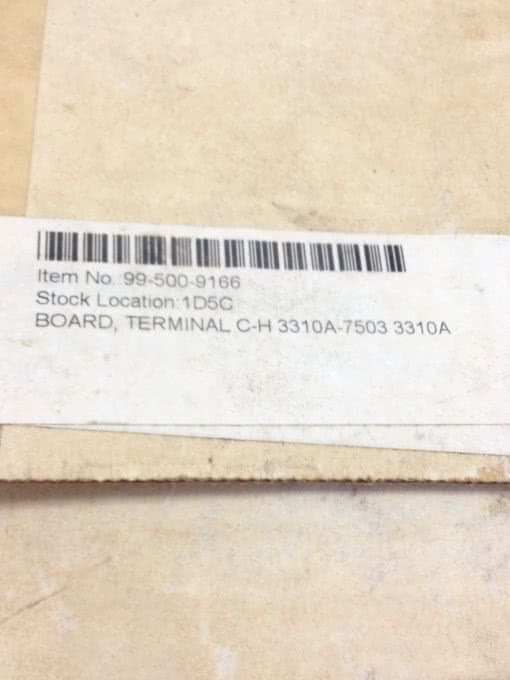 Item No.:99-500-9166
Stock Location:1D5C
BOARD, TERMINAL C-H 3310A-7503 3310A